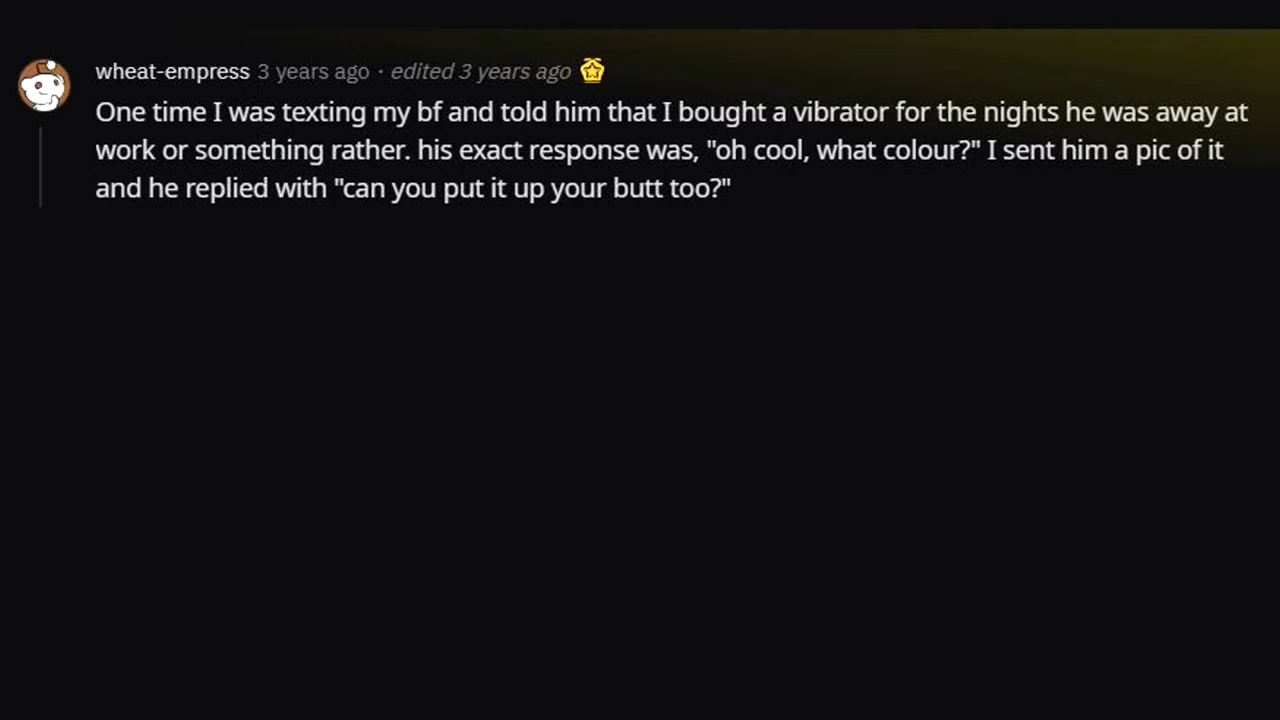 wheat-empress 3 years ago · edited 3 years ago
One time I was texting my bf and told him that I bought a vibrator for the nights he was away at
work or something rather. his exact response was, "oh cool, what colour?" I sent him a pic of it
and he replied with "can you put it up your butt too?"